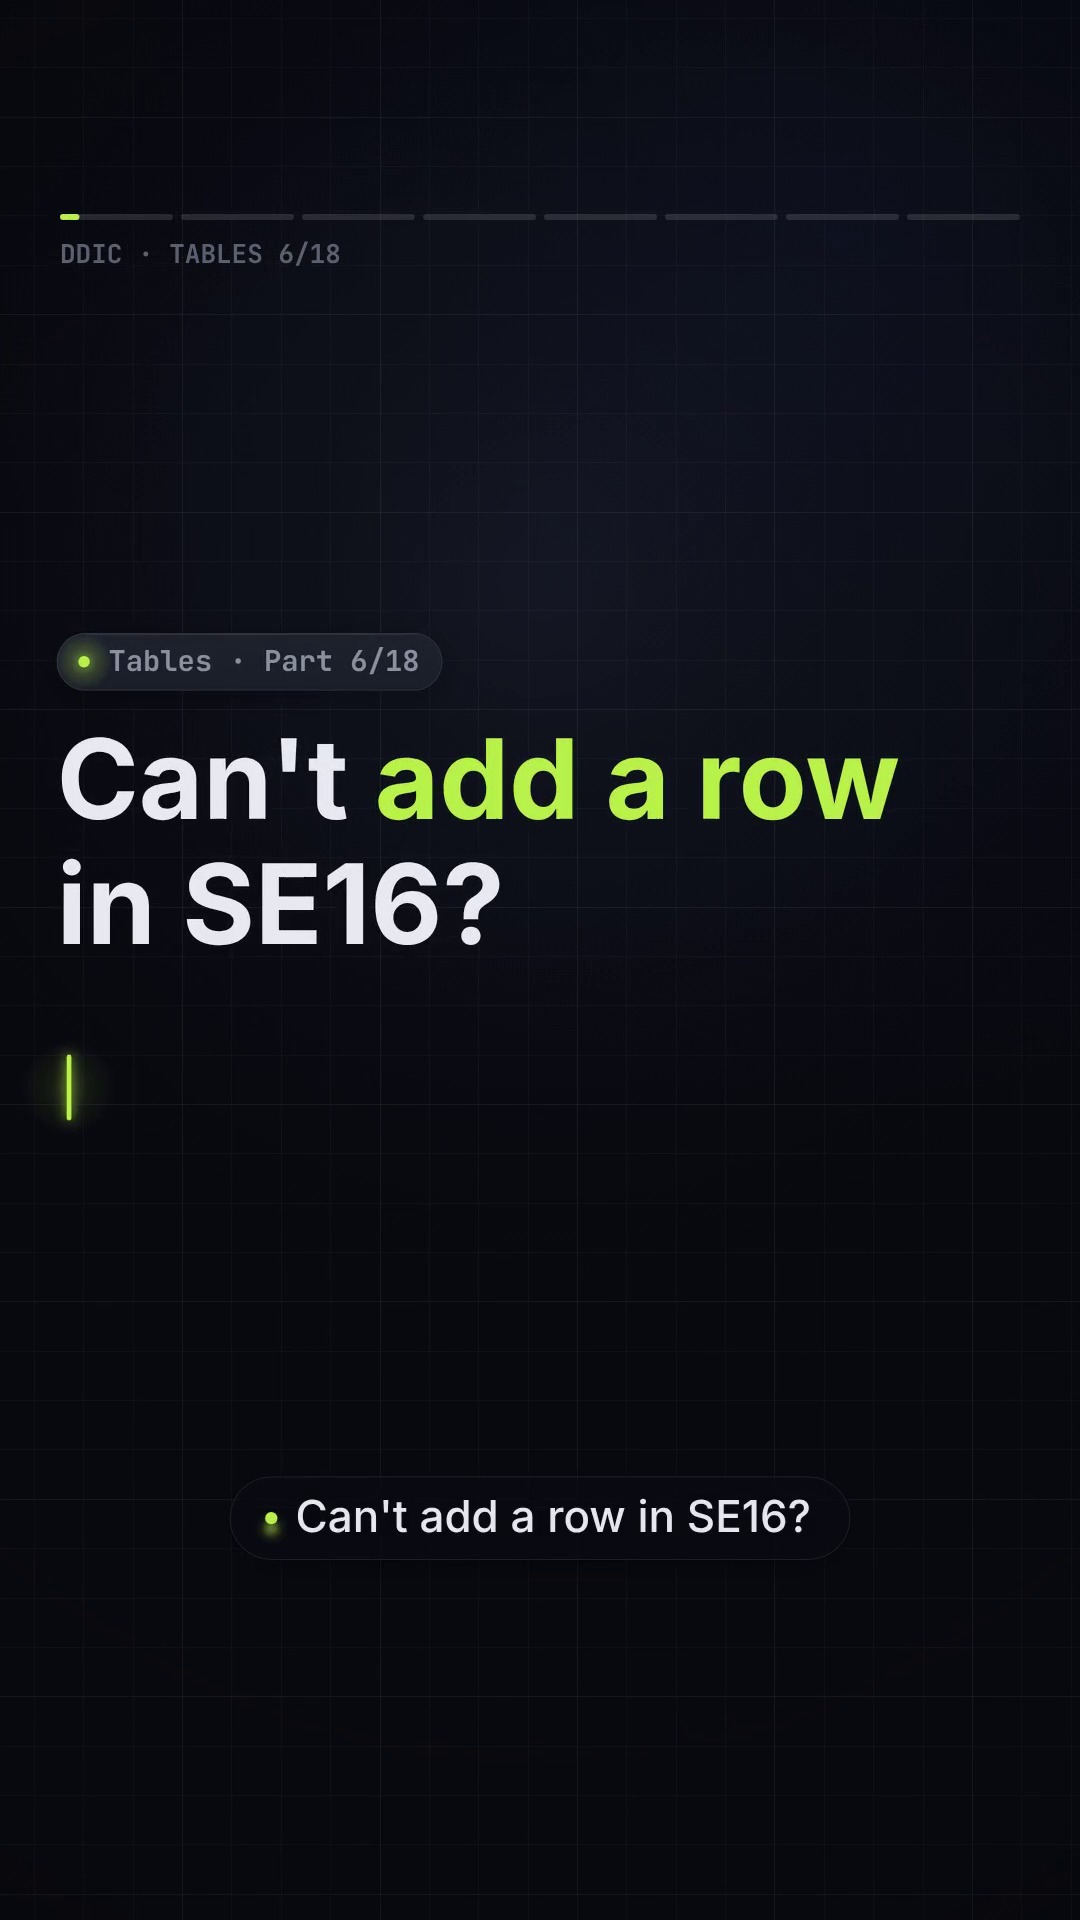 DDIC · TABLES 6/18
Tables · Part 6/18
Can't add a row
in SE16?
Can't add a row in SE16?